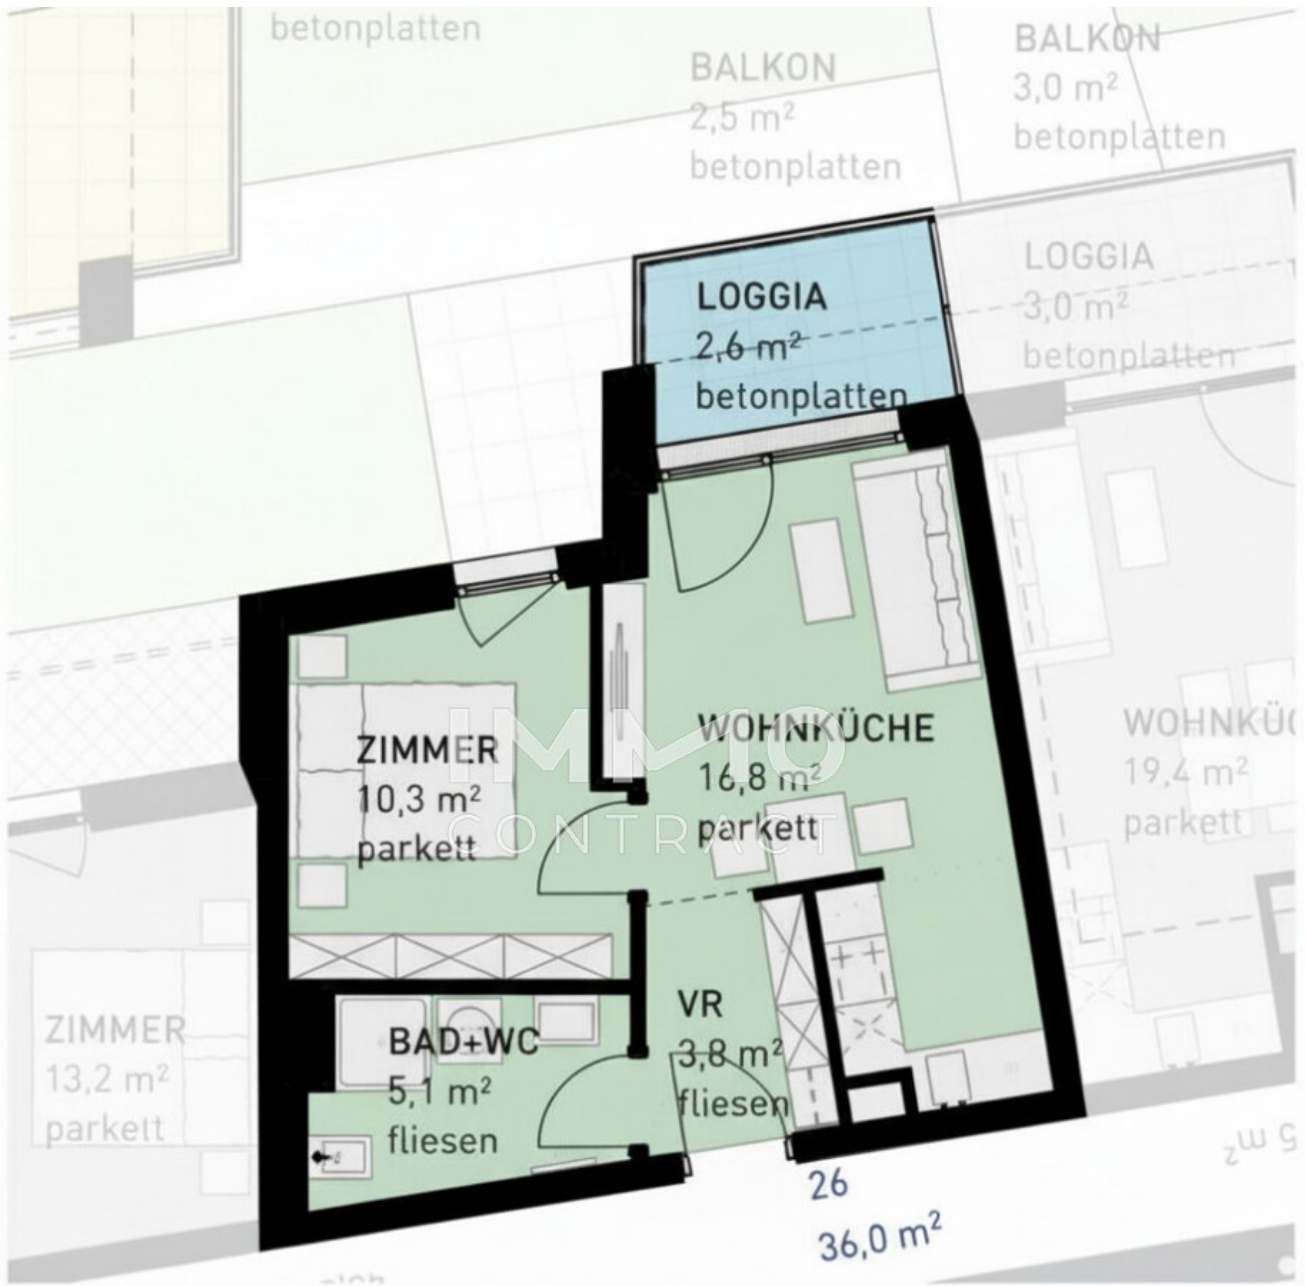 betonplatten
BALKON
2,5 m²
betonplatten
BALKON
3,0 m²
betonplatten
LOGGIA
2,6 m²
betonplatten
LOGGIA
3,0 m²
betonplatten
ZIMMER
10,3 m²
parkett
WOHNKÜCHE
16,8 m²
parkett
IMMO
CONTRACT
WOHNKÜC
19,4 m²
parkett
ZIMMER
13,2 m²
parkett
BAD+WC
5,1 m²
fliesen
VR
3,8 m²
fliesen
26
36,0 m²
5 m²